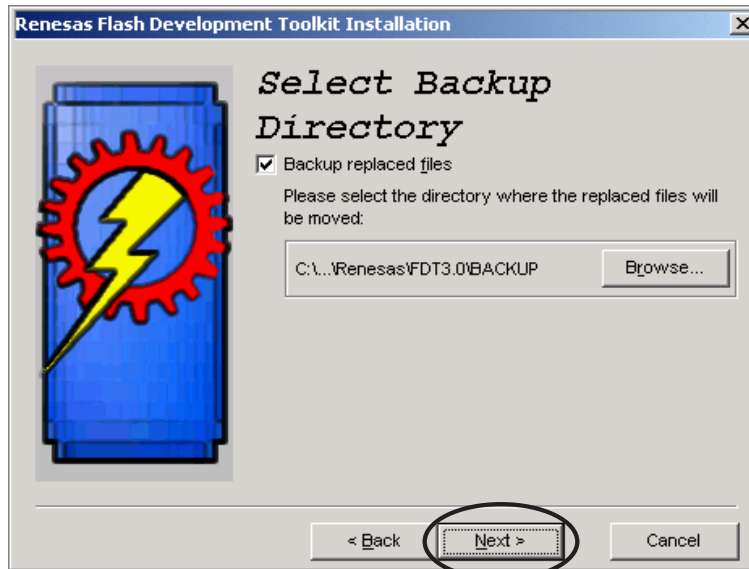 Renesas Flash Development Toolkit Installation
Select Backup
Directory
Backup replaced files
Please select the directory where the replaced files will
be moved:
C:\...\Renesas\FDT3.0\BACKUP
Browse...
< Back
Next >
Cancel